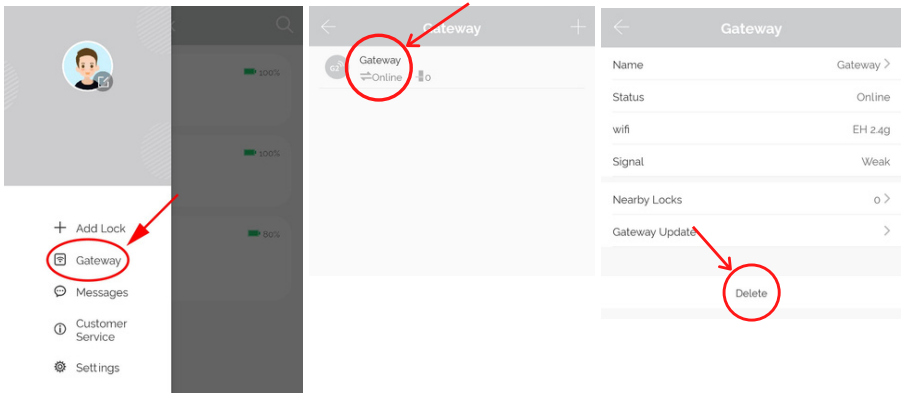 100%
100%
80%
Add Lock
Gateway
Messages
Customer
Service
Settings
Gateway
G2
Gateway
Online
0
Gateway
Name Gateway
Status Online
wifi EH 2.4g
Signal Weak
Nearby Locks 0
Gateway Update
Delete